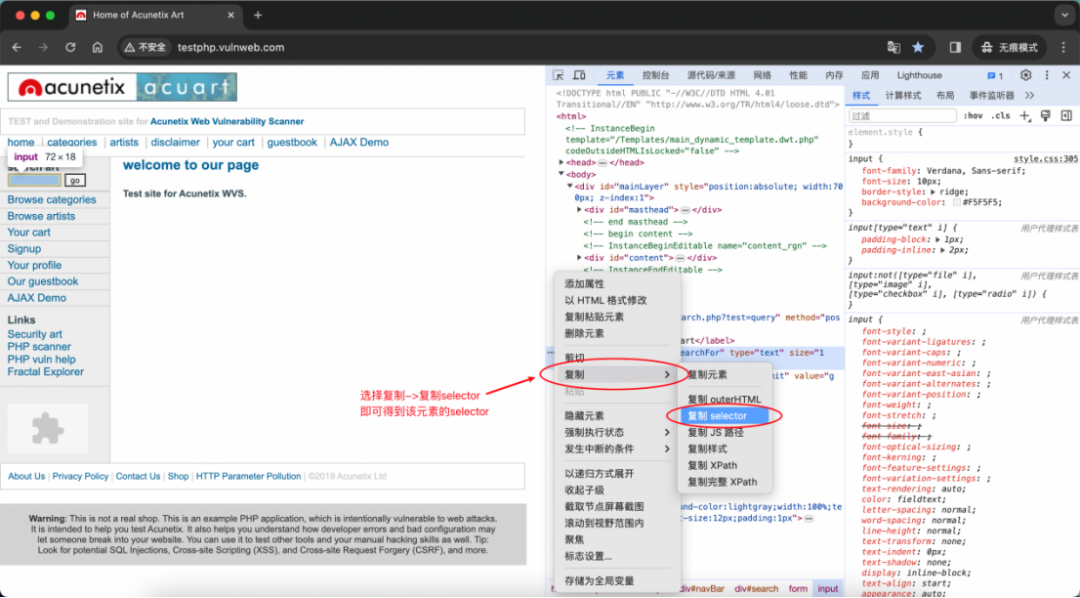 Home of Acunetix Art
不安全
testphp.vulnweb.com
无痕模式
acunetix acuart
TEST and Demonstration site for Acunetix Web Vulnerability Scanner
home | categories | artists | disclaimer | your cart | guestbook | AJAX Demo
input 72 × 18
search art
go
Browse categories
Browse artists
Your cart
Signup
Your profile
Our guestbook
AJAX Demo
Links
Security art
PHP scanner
PHP vuln help
Fractal Explorer
welcome to our page
Test site for Acunetix WVS.
选择复制-->复制selector
即可得到该元素的selector
About Us | Privacy Policy | Contact Us | Shop | HTTP Parameter Pollution | ©2019 Acunetix Ltd
Warning: This is not a real shop. This is an example PHP application, which is intentionally vulnerable to web attacks.
It is intended to help you test Acunetix. It also helps you understand how developer errors and bad configuration may
let someone break into your website. You can use it to test other tools and your manual hacking skills as well. Tip:
Look for potential SQL Injections, Cross-site Scripting (XSS), and Cross-site Request Forgery (CSRF), and more.
元素 控制台 源代码/来源 网络 性能 内存 应用 Lighthouse
1
<!DOCTYPE html PUBLIC "-//W3C//DTD HTML 4.01
Transitional//EN" "http://www.w3.org/TR/html4/loose.dtd">
<html>
<!-- InstanceBegin
template="/Templates/main_dynamic_template.dwt.php"
codeOutsideHTMLIsLocked="false" -->
<head> </head>
<body>
<div id="mainLayer" style="position:absolute; width:70
0px; z-index:1">
<div id="masthead"> </div>
<!-- end masthead -->
<!-- begin content -->
<!-- InstanceBeginEditable name="content_rgn" -->
<div id="content"> </div>
<!-- InstanceEndEditable -->
arch.php?test=query" method="pos
art</label>
earchFor" type="text" size="1
it" value="g
und-color:lightgray;width:100%;te
t-size:12px;padding:1px">
div#navBar div#search form input
添加属性
以 HTML 格式修改
复制粘贴元素
删除元素
剪切
复制
粘贴
隐藏元素
强制执行状态
发生中断的条件
以递归方式展开
收起子级
截取节点屏幕截图
滚动到视野范围内
聚焦
标志设置...
存储为全局变量
复制元素
复制 outerHTML
复制 selector
复制 JS 路径
复制样式
复制 XPath
复制完整 XPath
样式 计算样式 布局 事件监听器
过滤 :hov .cls
element.style {
}
input { style.css:305
font-family: Verdana, Sans-serif;
font-size: 10px;
border-style: ridge;
background-color: #F5F5F5;
}
input[type="text" i] { 用户代理样式表
padding-block: 1px;
padding-inline: 2px;
}
input:not([type="file" i], 用户代理样式表
[type="image" i],
[type="checkbox" i], [type="radio" i]) {
}
input { 用户代理样式表
font-style: ;
font-variant-ligatures: ;
font-variant-caps: ;
font-variant-numeric: ;
font-variant-east-asian: ;
font-variant-alternates: ;
font-variant-position: ;
font-weight: ;
font-stretch: ;
font-size: ;
font-family: ;
font-optical-sizing: ;
font-kerning: ;
font-feature-settings: ;
font-variation-settings: ;
text-rendering: auto;
color: fieldtext;
letter-spacing: normal;
word-spacing: normal;
line-height: normal;
text-transform: none;
text-indent: 0px;
text-shadow: none;
display: inline-block;
text-align: start;
appearance: auto;